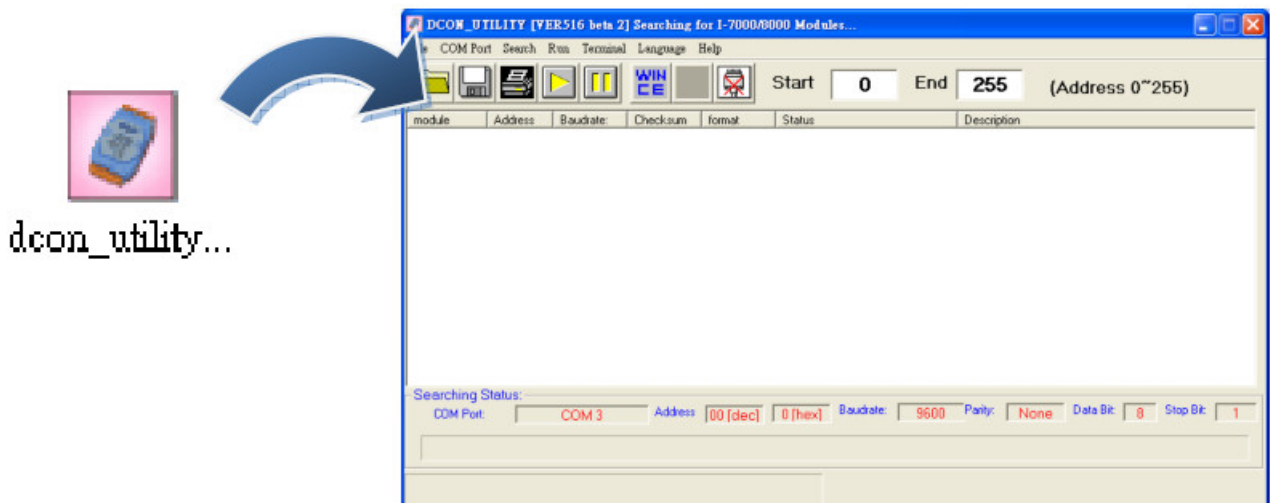 dcon_utility...
DCON_UTILITY [VER516 beta 2] Searching for I-7000/8000 Modules...
COM Port Search Run Terminal Language Help
WIN CE Start 0 End 255 (Address 0~255)
module Address Baudrate: Checksum format Status Description
Searching Status:
COM Port: COM 3 Address 00 [dec] 0 [hex] Baudrate: 9600 Parity: None Data Bit: 8 Stop Bit: 1